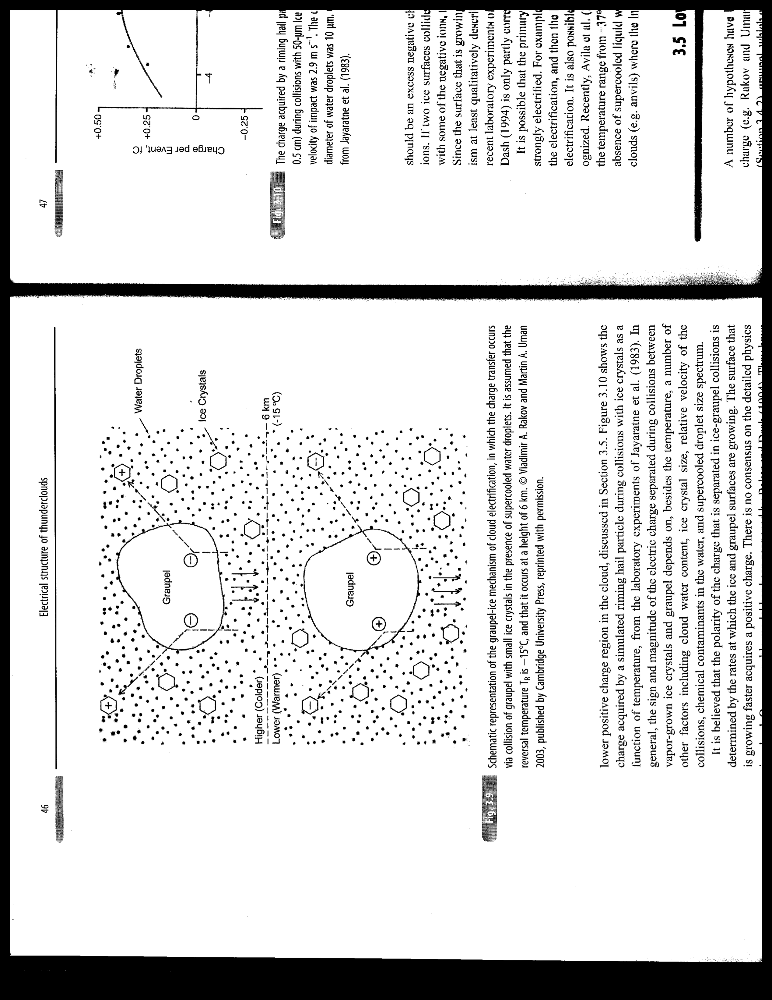 46
Electrical structure of thunderclouds
Water Droplets
Ice Crystals
Graupel
6 km
(-15 °C)
Higher (Colder)
Lower (Warmer)
Graupel
Fig. 3.9
Schematic representation of the graupel-ice mechanism of cloud electrification, in which the charge transfer occurs
via collision of graupel with small ice crystals in the presence of supercooled water droplets. It is assumed that the
reversal temperature TR is −15°C, and that it occurs at a height of 6 km. © Vladimir A. Rakov and Martin A. Uman
2003, published by Cambridge University Press, reprinted with permission.
lower positive charge region in the cloud, discussed in Section 3.5. Figure 3.10 shows the
charge acquired by a simulated riming hail particle during collisions with ice crystals as a
function of temperature, from the laboratory experiments of Jayaratne et al. (1983). In
general, the sign and magnitude of the electric charge separated during collisions between
vapor-grown ice crystals and graupel depends on, besides the temperature, a number of
other factors including cloud water content, ice crystal size, relative velocity of the
collisions, chemical contaminants in the water, and supercooled droplet size spectrum.
It is believed that the polarity of the charge that is separated in ice-graupel collisions is
determined by the rates at which the ice and graupel surfaces are growing. The surface that
is growing faster acquires a positive charge. There is no consensus on the detailed physics
47
+0.50
+0.25
0
−0.25
Charge per Event, fC
−4
Fig. 3.10
The charge acquired by a riming hail
0.5 cm) during collisions with 50-μm ice
velocity of impact was 2.9 m s−1. The
diameter of water droplets was 10 μm.
from Jayaratne et al. (1983).
should be an excess negative
ions. If two ice surfaces collide
with some of the negative ions,
Since the surface that is growing
ism at least qualitatively
recent laboratory experiments of
Dash (1994) is only partly
It is possible that the primary
strongly electrified. For example
the electrification, and then the
electrification. It is also possible
ognized. Recently, Avila et al. (
the temperature range from −37°
absence of supercooled liquid
clouds (e.g. anvils) where the
3.5
A number of hypotheses have
charge (e.g. Rakov and Uman